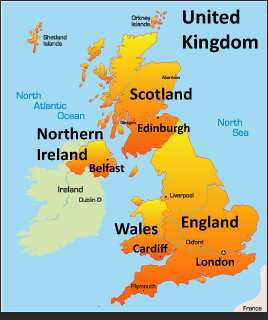 Orkney
Islands
United
Kingdom
Shetland
Islands
Aberdeen
North
Atlantic
Ocean
Scotland
North
Sea
Glasgow
Edinburgh
Northern
Ireland
Belfast
Ireland
Dublin
Liverpool
England
Wales
Oxford
Cardiff
London
Plymouth
France